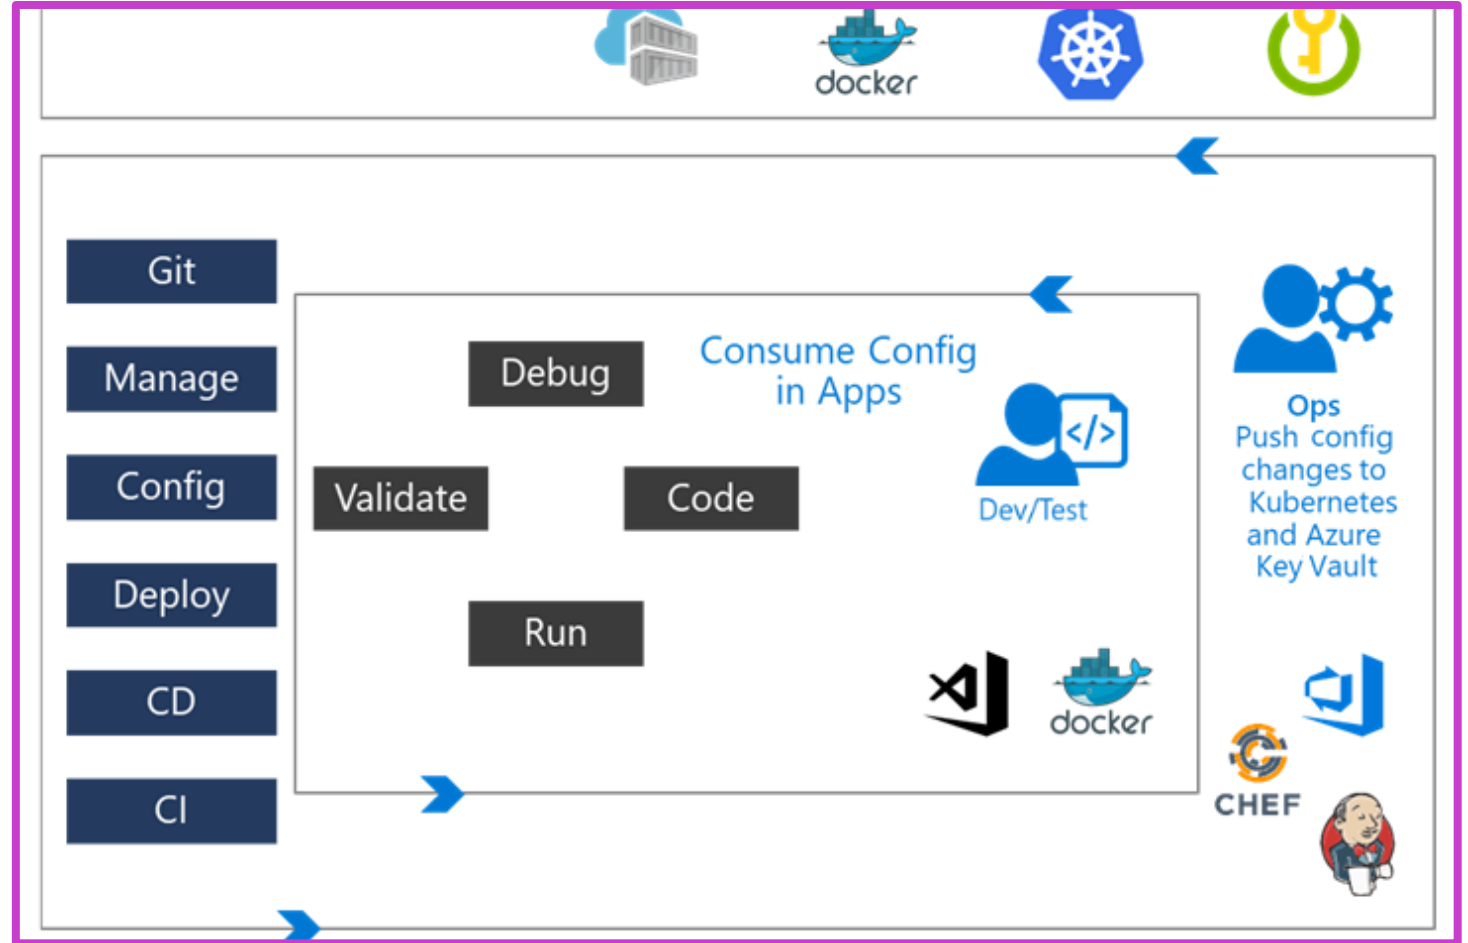 docker
Git
Manage
Config
Deploy
CD
CI
Debug
Validate
Code
Run
Consume Config
in Apps
</>
Dev/Test
docker
Ops
Push config
changes to
Kubernetes
and Azure
Key Vault
CHEF